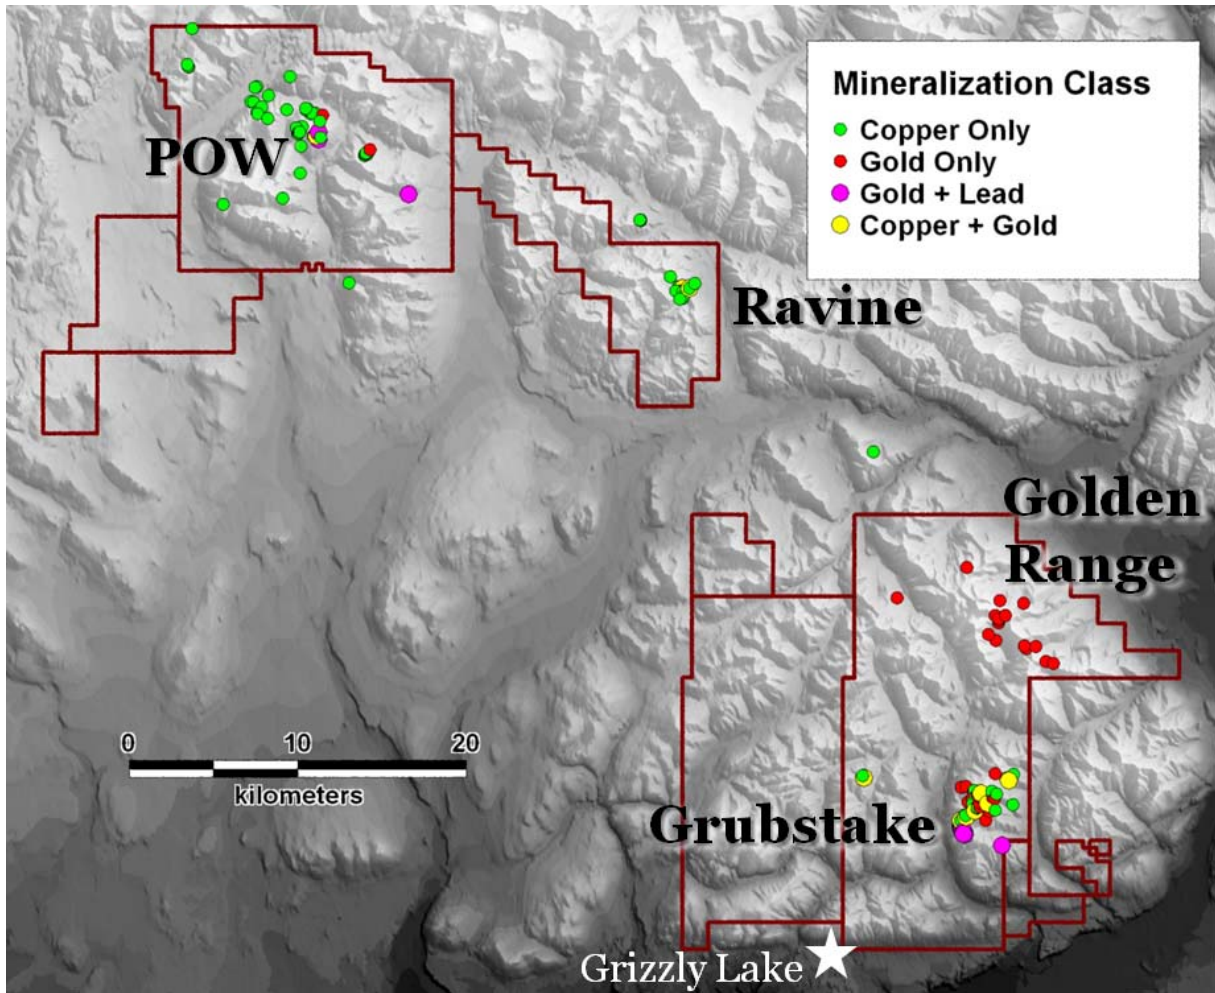 Mineralization Class
Copper Only
Gold Only
Gold + Lead
Copper + Gold
POW
Ravine
Golden
Range
0 10 20
kilometers
Grubstake
Grizzly Lake